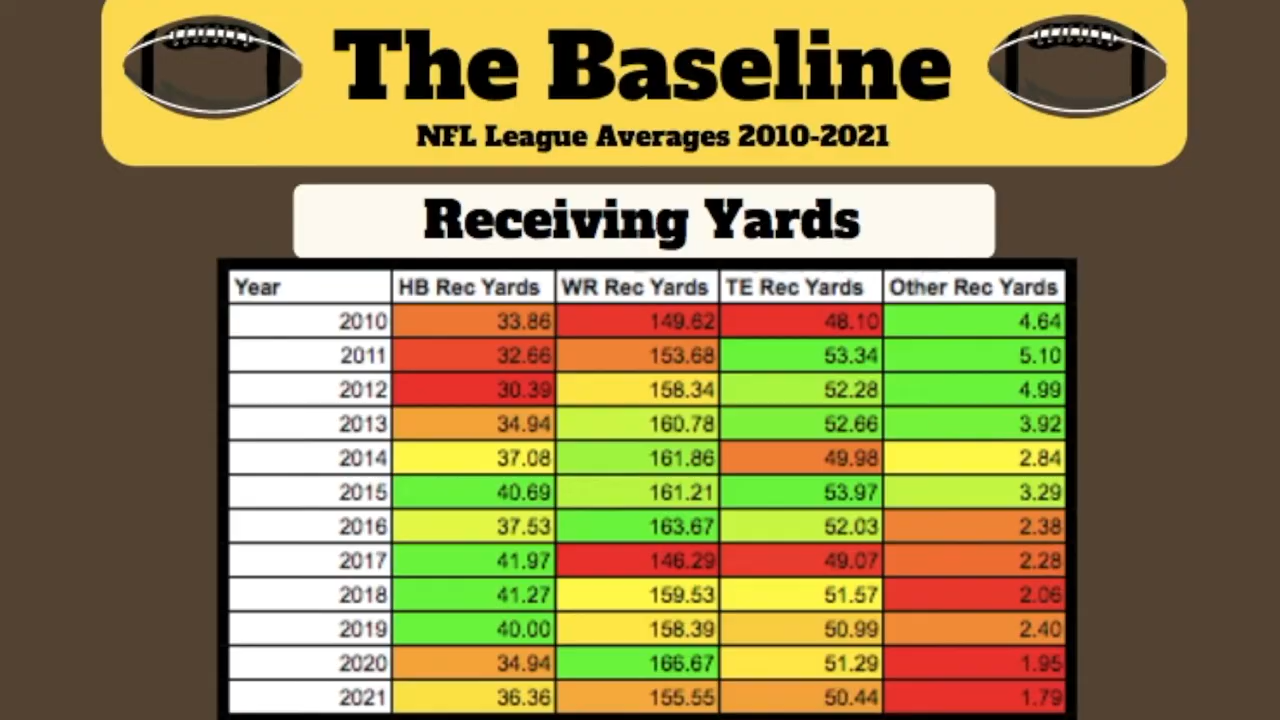 The Baseline
NFL League Averages 2010-2021
Receiving Yards
Year HB Rec Yards WR Rec Yards TE Rec Yards Other Rec Yards
2010 33.86 149.62 48.10 4.64
2011 32.66 153.68 53.34 5.10
2012 30.39 158.34 52.28 4.99
2013 34.94 160.78 52.66 3.92
2014 37.08 161.86 49.98 2.84
2015 40.69 161.21 53.97 3.29
2016 37.53 163.67 52.03 2.38
2017 41.97 146.29 49.07 2.28
2018 41.27 159.53 51.57 2.06
2019 40.00 158.39 50.99 2.40
2020 34.94 166.67 51.29 1.95
2021 36.36 155.55 50.44 1.79